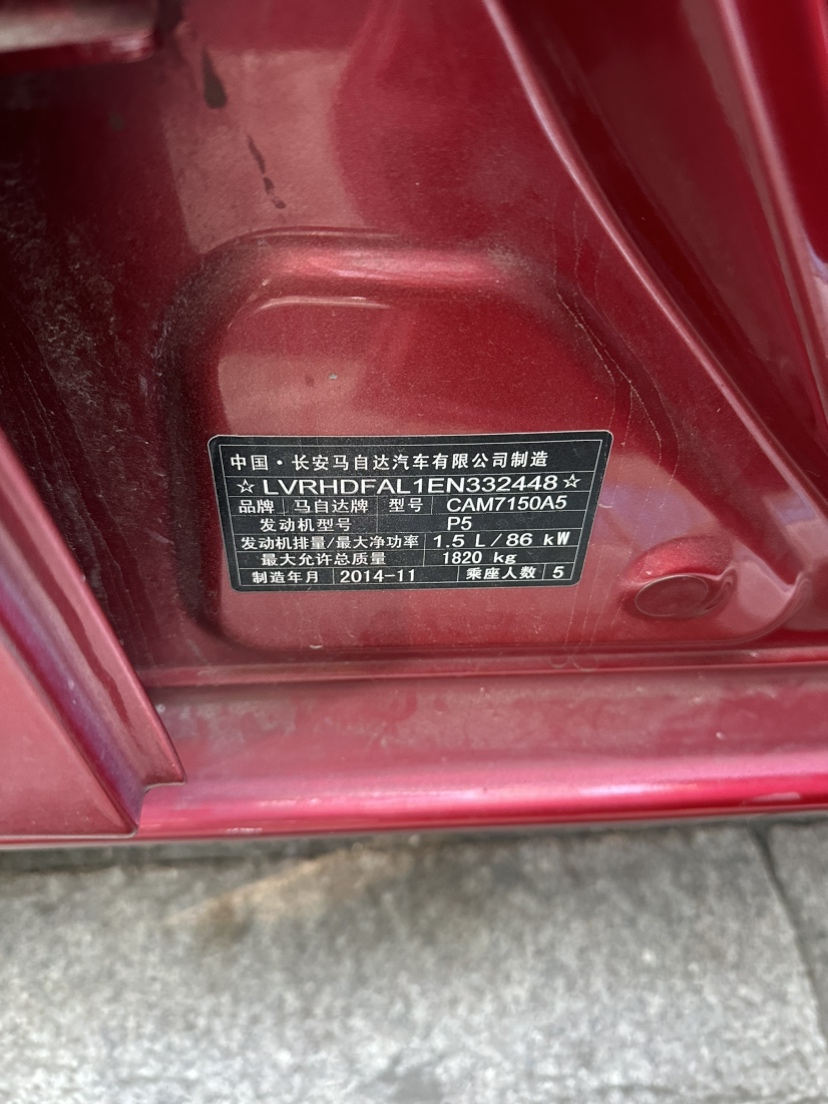 中国·长安马自达汽车有限公司制造
☆LVRHDFAL1EN332448☆
品牌 马自达牌 型号 CAM7150A5
发动机型号 P5
发动机排量/最大净功率 1.5 L/86 kW
最大允许总质量 1820 kg
制造年月 2014-11 乘座人数 5